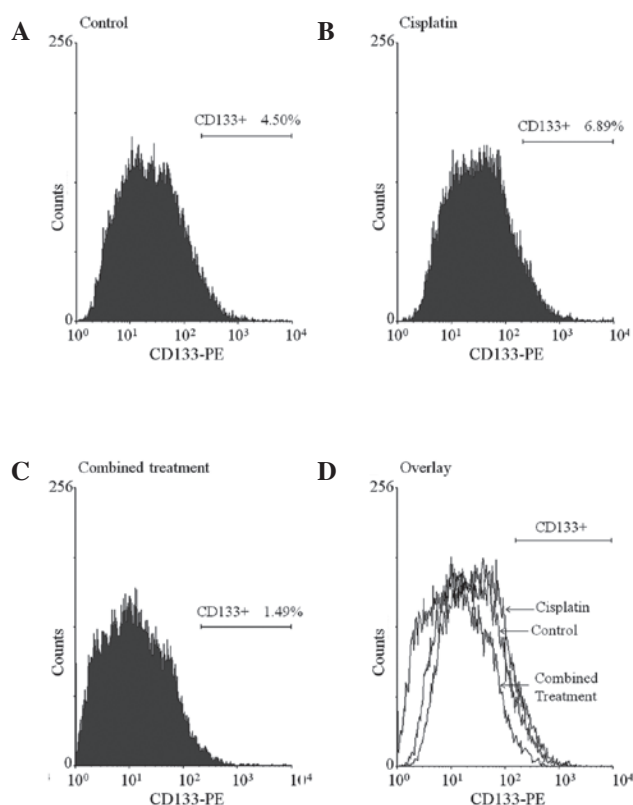 A
Control
256
CD133+ 4.50%
Counts
0
10⁰ 10¹ 10² 10³ 10⁴
CD133-PE
B
Cisplatin
256
CD133+ 6.89%
Counts
0
10⁰ 10¹ 10² 10³ 10⁴
CD133-PE
C
Combined treatment
256
CD133+ 1.49%
Counts
0
10⁰ 10¹ 10² 10³ 10⁴
CD133-PE
D
Overlay
256
CD133+
Cisplatin
Control
Combined
Treatment
Counts
0
10⁰ 10¹ 10² 10³ 10⁴
CD133-PE